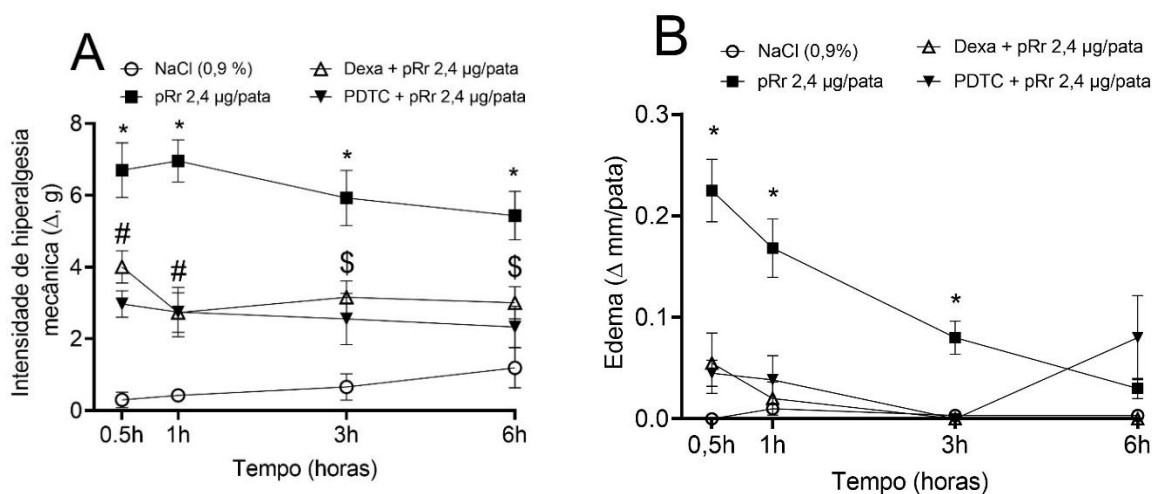 A
NaCl (0,9 %)
pRr 2,4 µg/pata
Dexa + pRr 2,4 µg/pata
PDTC + pRr 2,4 µg/pata
Intensidade de hiperalgesia
mecânica (Δ, g)
8
6
4
2
0
*
*
*
*
#
#
$
$
0.5h
1h
3h
6h
Tempo (horas)
B
NaCl (0,9%)
pRr 2,4 µg/pata
Dexa + pRr 2,4 µg/pata
PDTC + pRr 2,4 µg/pata
Edema (Δ mm/pata)
0.3
0.2
0.1
0.0
*
*
*
0,5h
1h
3h
6h
Tempo (horas)